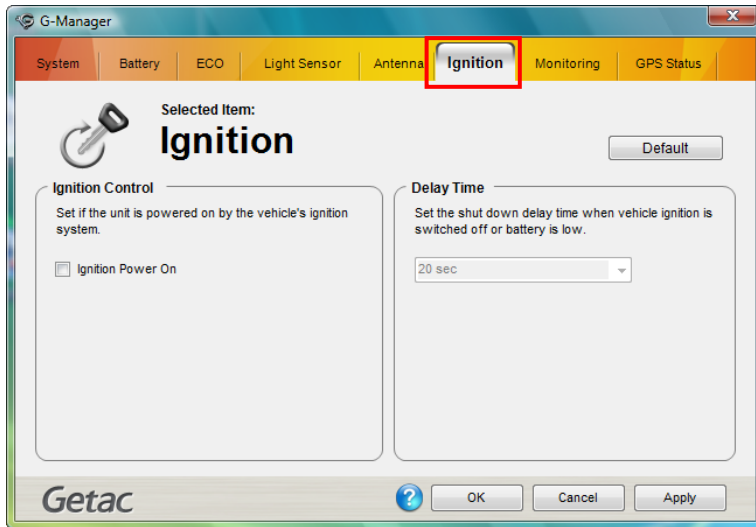 G-Manager
System Battery ECO Light Sensor Antenna Ignition Monitoring GPS Status
Selected Item:
Ignition
Default
Ignition Control
Set if the unit is powered on by the vehicle's ignition
system.
Ignition Power On
Delay Time
Set the shut down delay time when vehicle ignition is
switched off or battery is low.
20 sec
Getac
? OK Cancel Apply